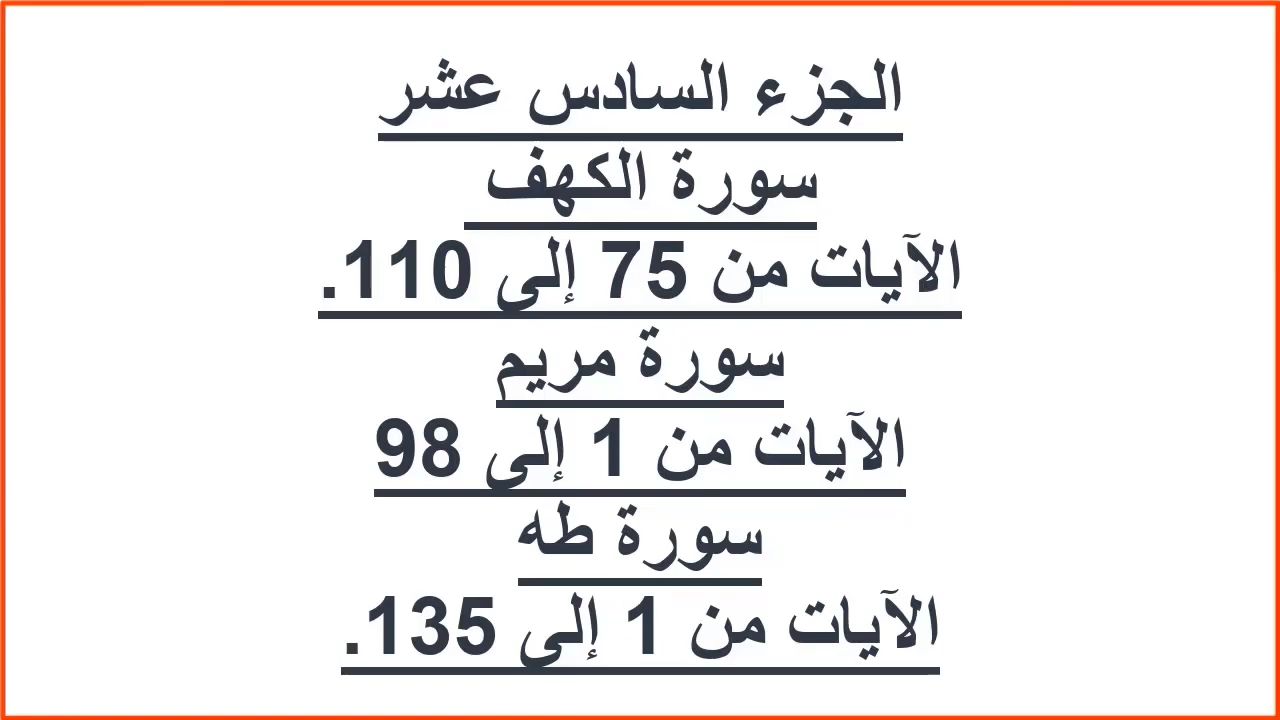 الجزء السادس عشر
سورة الكهف
الآيات من 75 إلى 110.
سورة مريم
الآيات من 1 إلى 98
سورة طه
الآيات من 1 إلى 135.